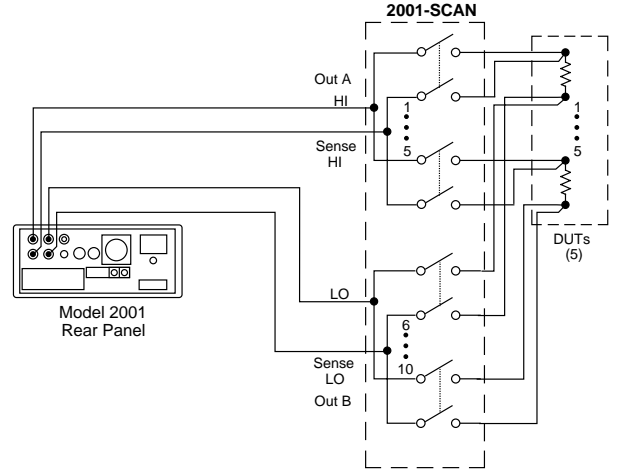 2001-SCAN
Out A
HI
1
5
Sense
HI
1
5
DUTs
(5)
Model 2001
Rear Panel
LO
6
10
Sense
LO
Out B